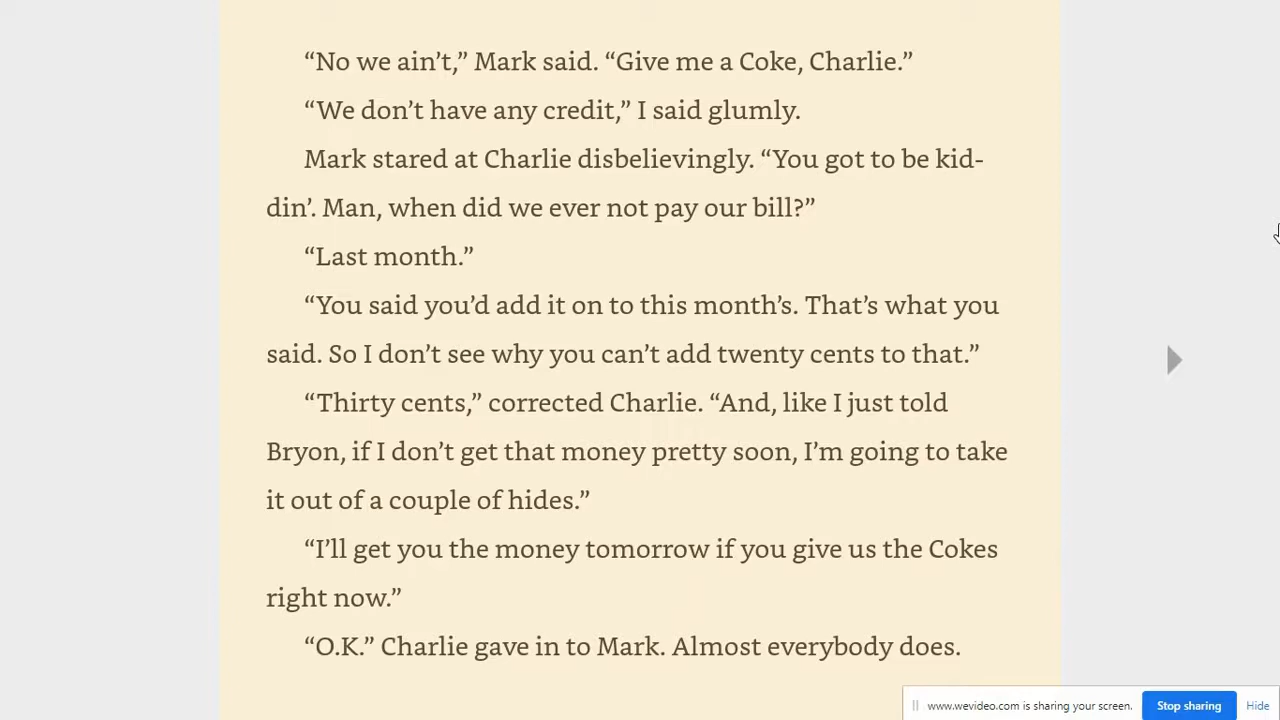 “No we ain’t,” Mark said. “Give me a Coke, Charlie.”
“We don’t have any credit,” I said glumly.
Mark stared at Charlie disbelievingly. “You got to be kid-
din’. Man, when did we ever not pay our bill?”
“Last month.”
“You said you’d add it on to this month’s. That’s what you
said. So I don’t see why you can’t add twenty cents to that.”
“Thirty cents,” corrected Charlie. “And, like I just told
Bryon, if I don’t get that money pretty soon, I’m going to take
it out of a couple of hides.”
“I’ll get you the money tomorrow if you give us the Cokes
right now.”
“O.K.” Charlie gave in to Mark. Almost everybody does.
www.wevideo.com is sharing your screen. Stop sharing Hide